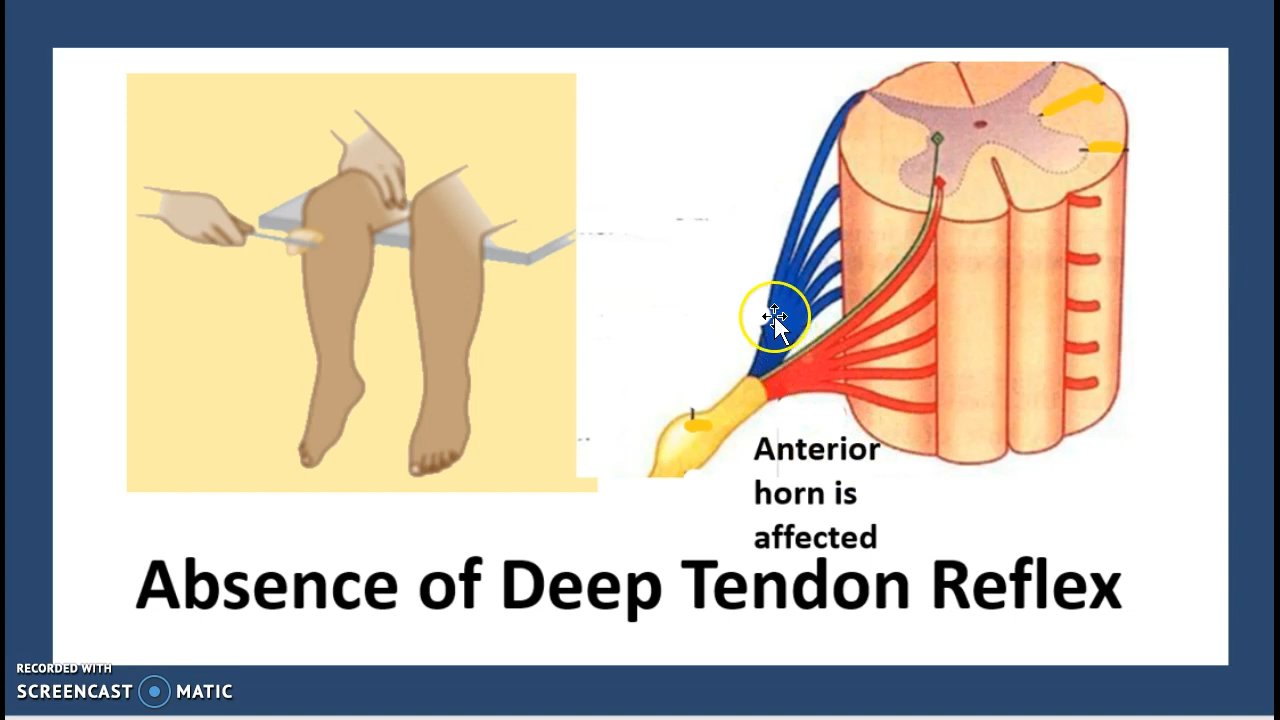 Anterior
horn is
affected
Absence of Deep Tendon Reflex
RECORDED WITH
SCREENCAST MATIC